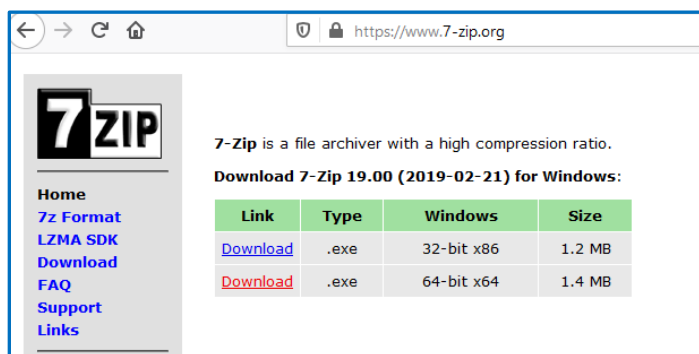 https://www.7-zip.org
7 ZIP
7-Zip is a file archiver with a high compression ratio.
Download 7-Zip 19.00 (2019-02-21) for Windows:
Home
7z Format
LZMA SDK
Download
FAQ
Support
Links
Link Type Windows Size
Download .exe 32-bit x86 1.2 MB
Download .exe 64-bit x64 1.4 MB